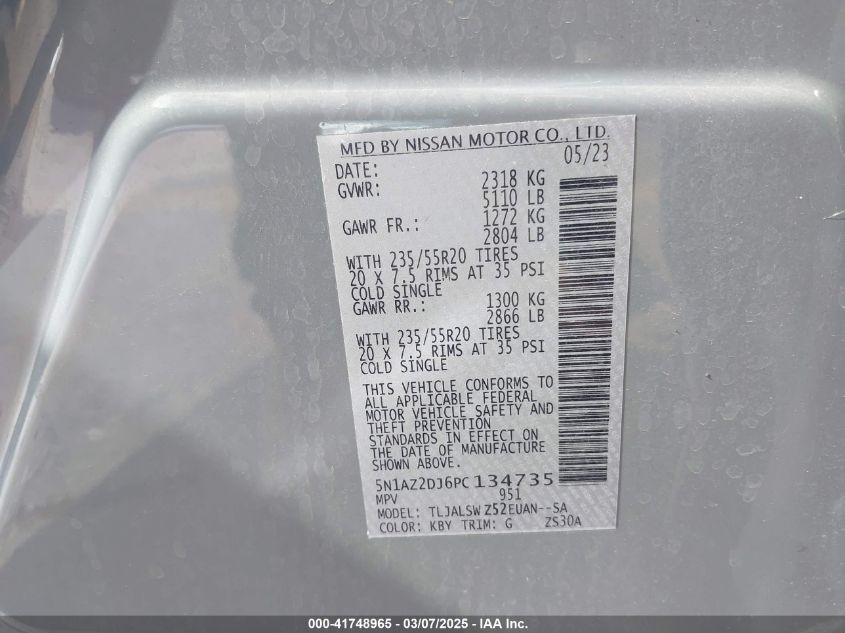 MFD BY NISSAN MOTOR CO., LTD.
DATE: 05/23
GVWR: 2318 KG
5110 LB
GAWR FR.: 1272 KG
2804 LB
WITH 235/55R20 TIRES
20 X 7.5 RIMS AT 35 PSI
COLD SINGLE
GAWR RR.: 1300 KG
2866 LB
WITH 235/55R20 TIRES
20 X 7.5 RIMS AT 35 PSI
COLD SINGLE
THIS VEHICLE CONFORMS TO
ALL APPLICABLE FEDERAL
MOTOR VEHICLE SAFETY AND
THEFT PREVENTION
STANDARDS IN EFFECT ON
THE DATE OF MANUFACTURE
SHOWN ABOVE.
5N1AZ2DJ6PC134735
MPV 951
MODEL: TLJALSWZ52EUAN--SA
COLOR: KBY TRIM: G ZS30A
000-41748965 - 03/07/2025 - IAA Inc.